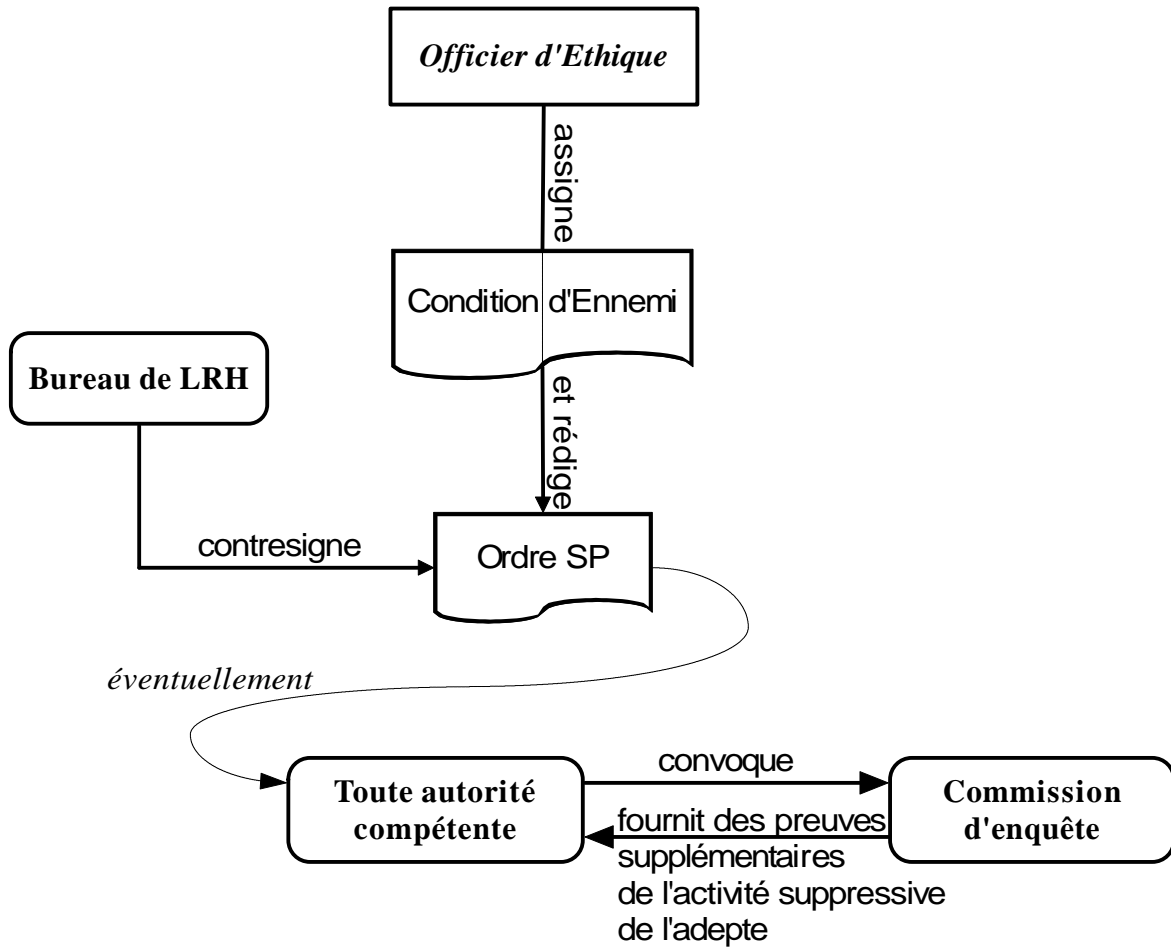 Officier d'Ethique
assigne
Condition d'Ennemi
Bureau de LRH
et rédige
contresigne
Ordre SP
éventuellement
Toute autorité
compétente
convoque
fournit des preuves
supplémentaires
de l'activité suppressive
de l'adepte
Commission
d'enquête